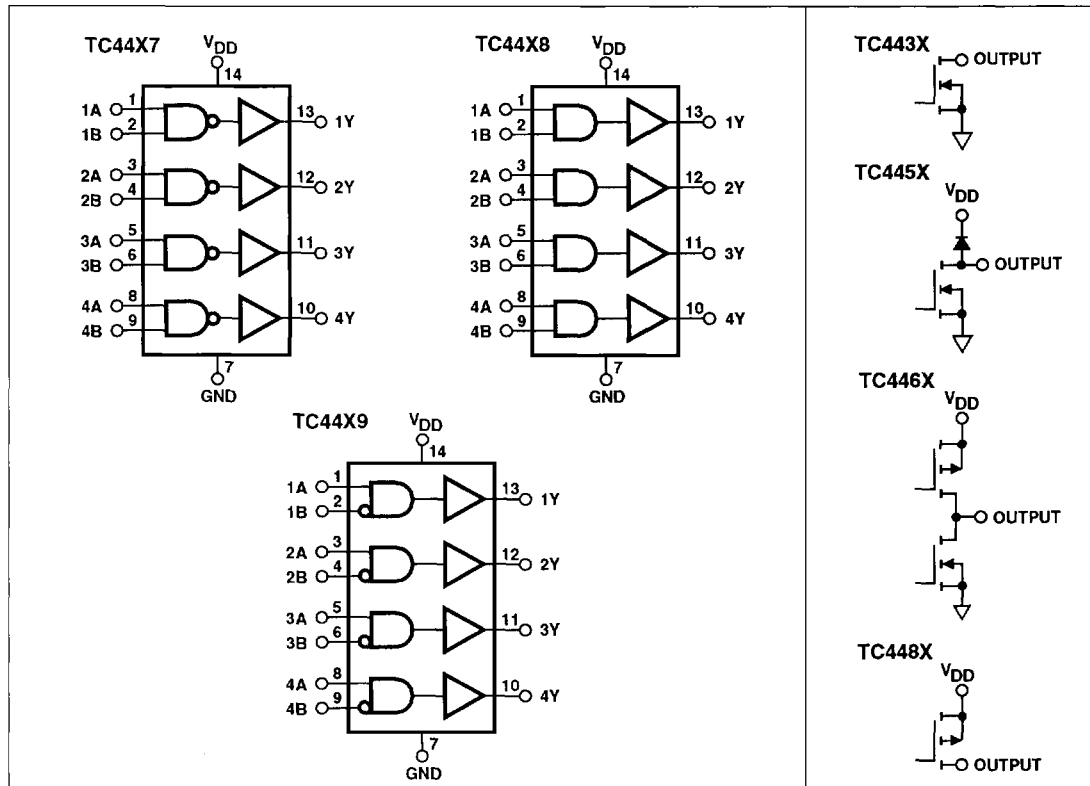 TC44X7
VDD
14
1A 1
1B 2
13 1Y
2A 3
2B 4
12 2Y
3A 5
3B 6
11 3Y
4A 8
4B 9
10 4Y
7
GND
TC44X8
VDD
14
1A 1
1B 2
13 1Y
2A 3
2B 4
12 2Y
3A 5
3B 6
11 3Y
4A 8
4B 9
10 4Y
7
GND
TC44X9
VDD
14
1A 1
1B 2
13 1Y
2A 3
2B 4
12 2Y
3A 5
3B 6
11 3Y
4A 8
4B 9
10 4Y
7
GND
TC443X
OUTPUT
TC445X
VDD
OUTPUT
TC446X
VDD
OUTPUT
TC448X
VDD
OUTPUT